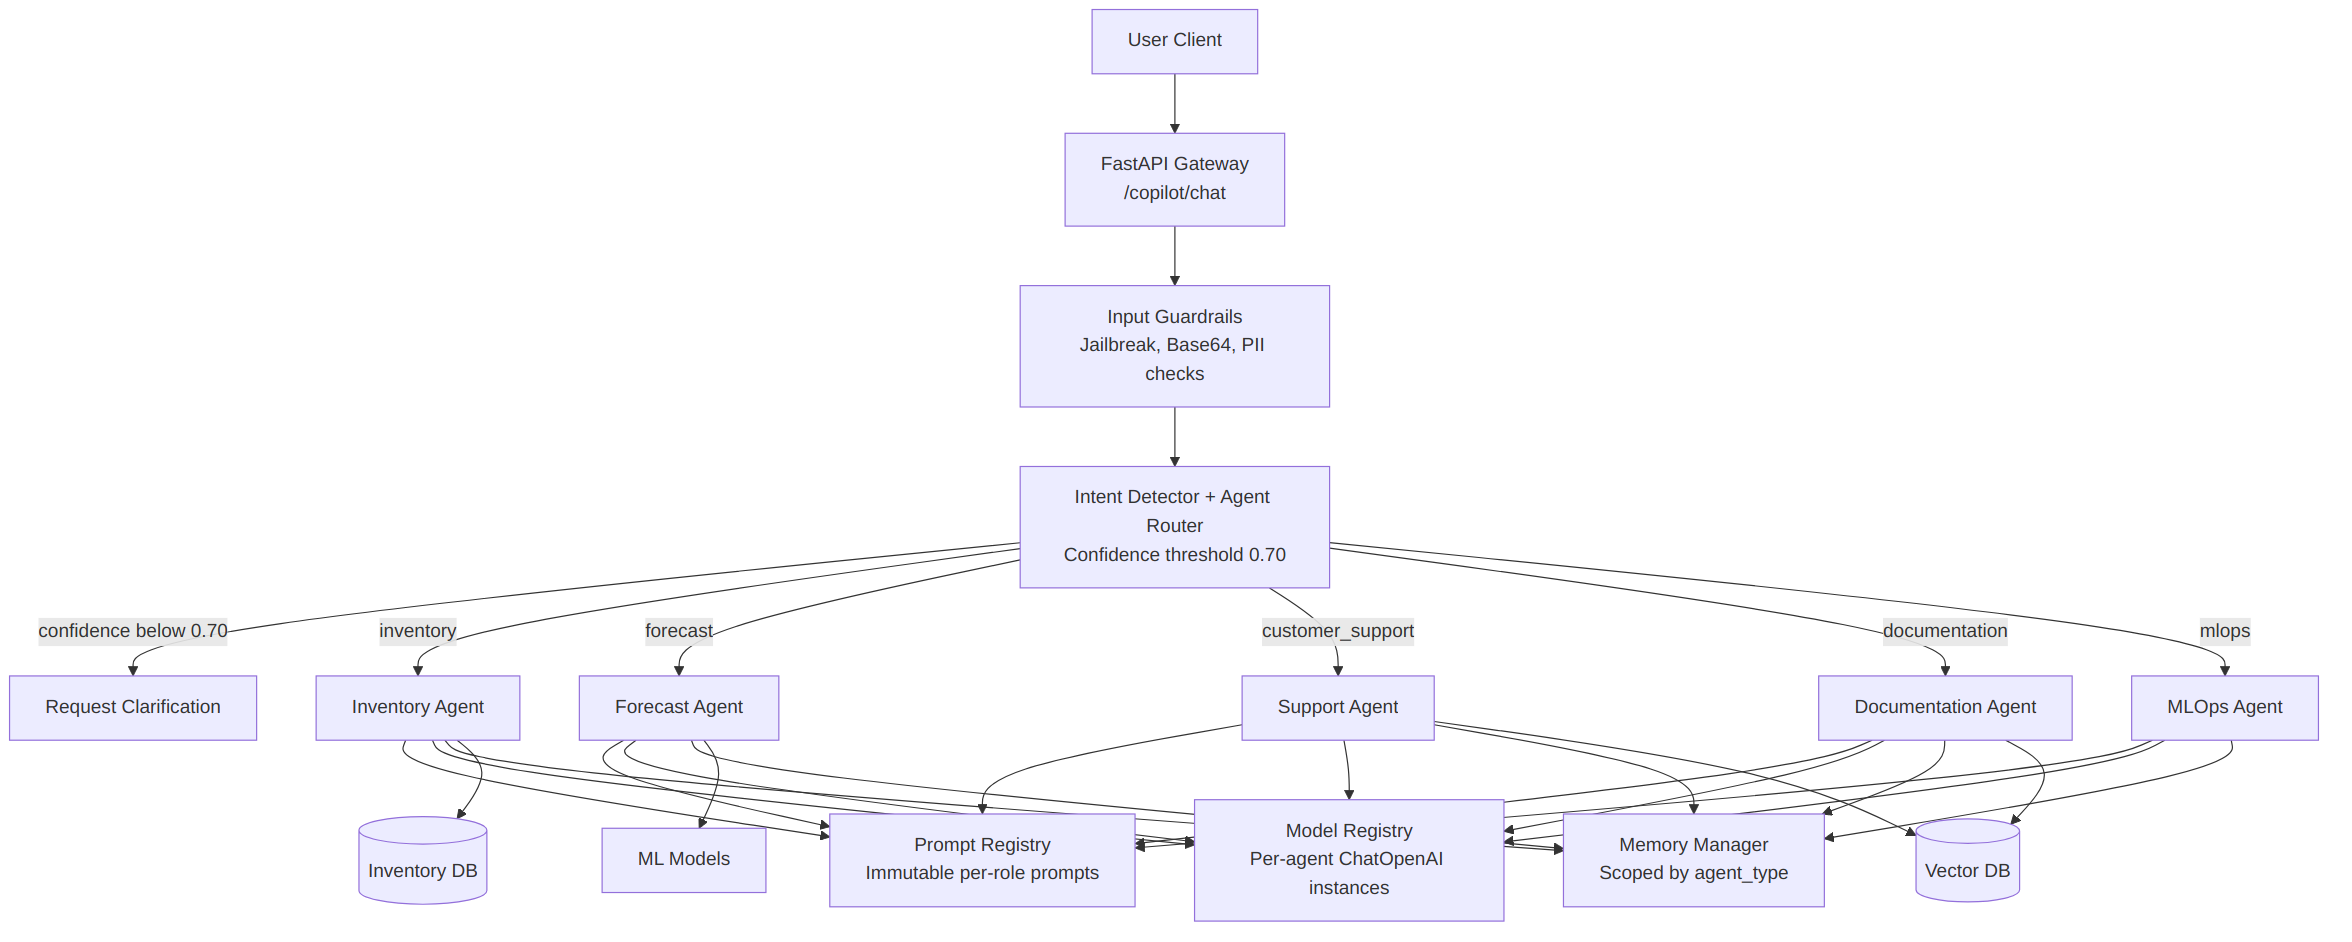 User Client
FastAPI Gateway
/copilot/chat
Input Guardrails
Jailbreak, Base64, PII
checks
Intent Detector + Agent
Router
Confidence threshold 0.70
confidence below 0.70
inventory
forecast
customer_support
documentation
mlops
Request Clarification
Inventory Agent
Forecast Agent
Support Agent
Documentation Agent
MLOps Agent
Inventory DB
ML Models
Prompt Registry
Immutable per-role prompts
Model Registry
Per-agent ChatOpenAI
instances
Memory Manager
Scoped by agent_type
Vector DB